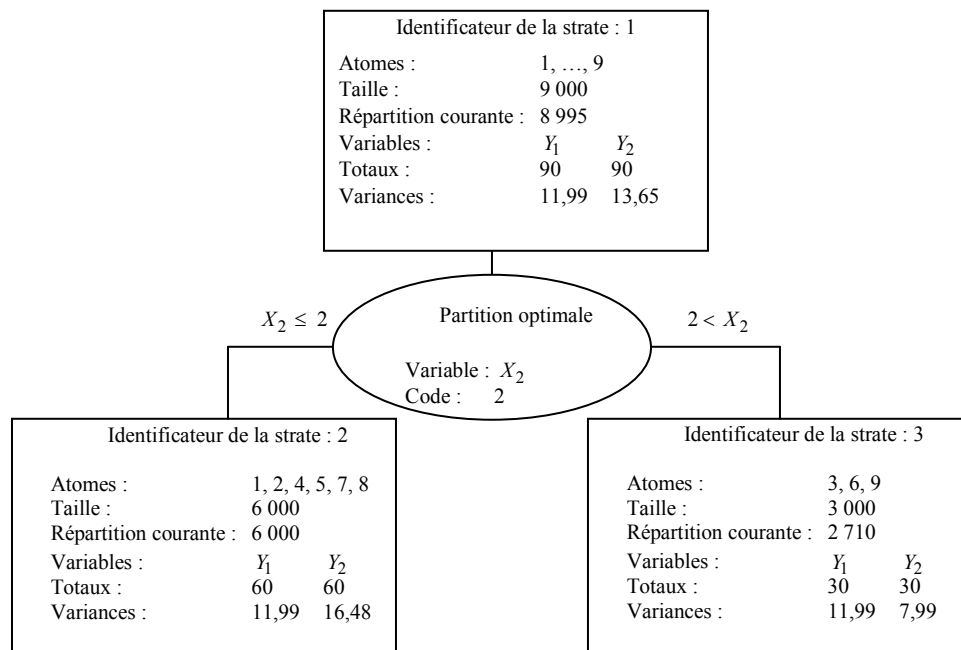 Identificateur de la strate : 1
Atomes : 1, …, 9
Taille : 9 000
Répartition courante : 8 995
Variables : Y1 Y2
Totaux : 90 90
Variances : 11,99 13,65
X2 ≤ 2
Partition optimale
2 < X2
Variable : X2
Code : 2
Identificateur de la strate : 2
Atomes : 1, 2, 4, 5, 7, 8
Taille : 6 000
Répartition courante : 6 000
Variables : Y1 Y2
Totaux : 60 60
Variances : 11,99 16,48
Identificateur de la strate : 3
Atomes : 3, 6, 9
Taille : 3 000
Répartition courante : 2 710
Variables : Y1 Y2
Totaux : 30 30
Variances : 11,99 7,99